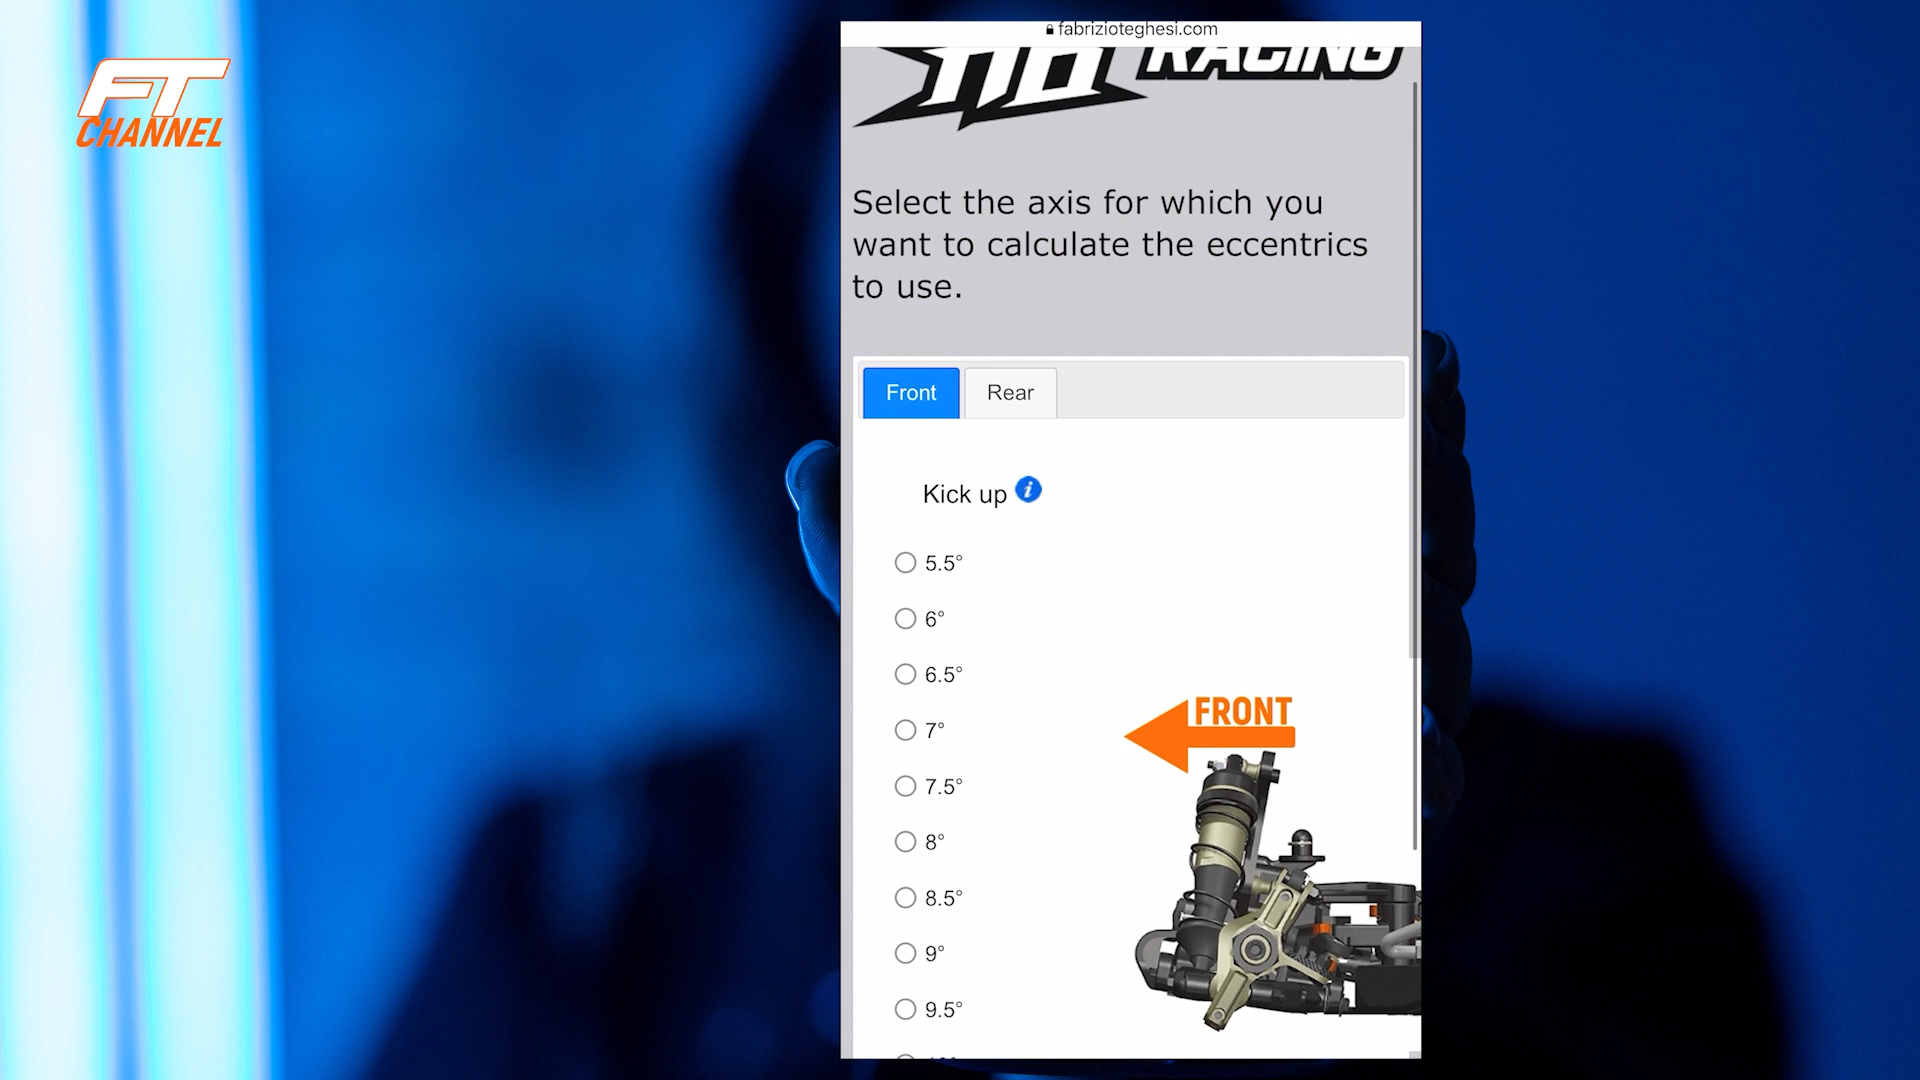 FT
CHANNEL
fabrizioteghesi.com
RACING
Select the axis for which you
want to calculate the eccentrics
to use.
Front
Rear
Kick up
5.5°
6°
6.5°
7°
7.5°
8°
8.5°
9°
9.5°
FRONT